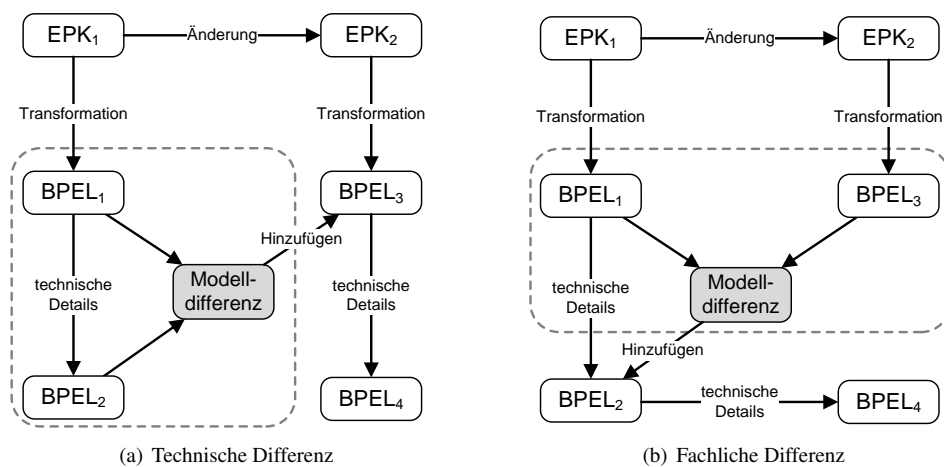 EPK1
Änderung
EPK2
Transformation
Transformation
BPEL1
BPEL3
Hinzufügen
technische
Details
Modell-
differenz
technische
Details
BPEL2
BPEL4
(a) Technische Differenz
EPK1
Änderung
EPK2
Transformation
Transformation
BPEL1
BPEL3
technische
Details
Modell-
differenz
Hinzufügen
BPEL2
technische
Details
BPEL4
(b) Fachliche Differenz